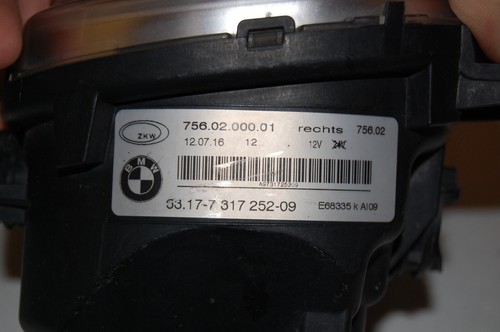 756.02.000.01 rechts 756.02
ZKW
12.07.16 12 12V
BMW
A9731725209
63.17-7 317 252-09 E68335 k AI09